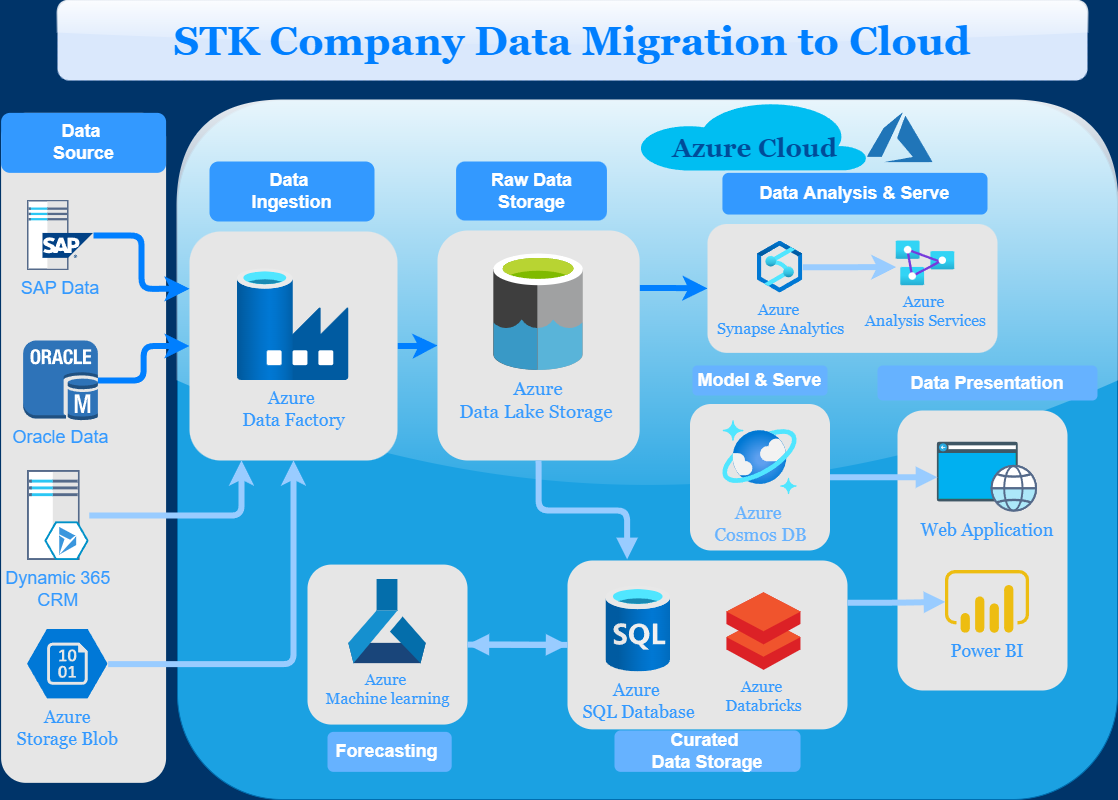 STK Company Data Migration to Cloud
Data
Source
SAP
SAP Data
ORACLE
M
Oracle Data
Dynamic 365
CRM
10
01
Azure
Storage Blob
Azure Cloud
Data
Ingestion
Azure
Data Factory
Raw Data
Storage
Azure
Data Lake Storage
Data Analysis & Serve
Azure
Synapse Analytics
Azure
Analysis Services
Model & Serve
Azure
Cosmos DB
Data Presentation
Web Application
Power BI
Azure
Machine learning
Forecasting
SQL
Azure
SQL Database
Azure
Databricks
Curated
Data Storage